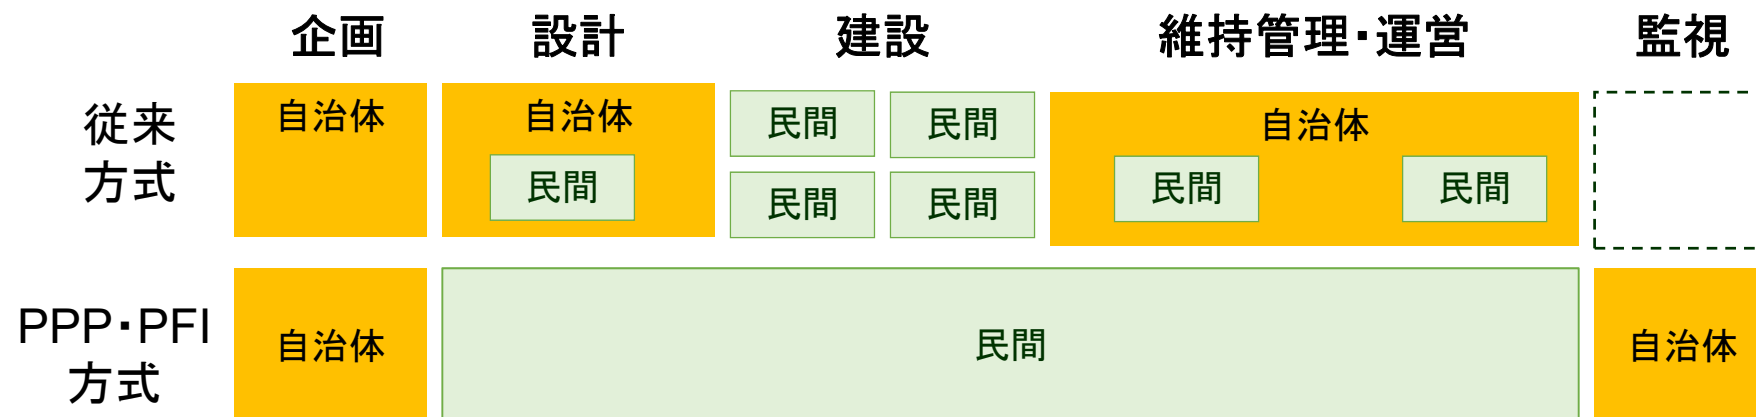 企画 設計 建設 維持管理・運営 監視
従来
方式
自治体 自治体 民間 民間 自治体
民間 民間 民間 民間 民間
PPP・PFI
方式
自治体 民間 自治体